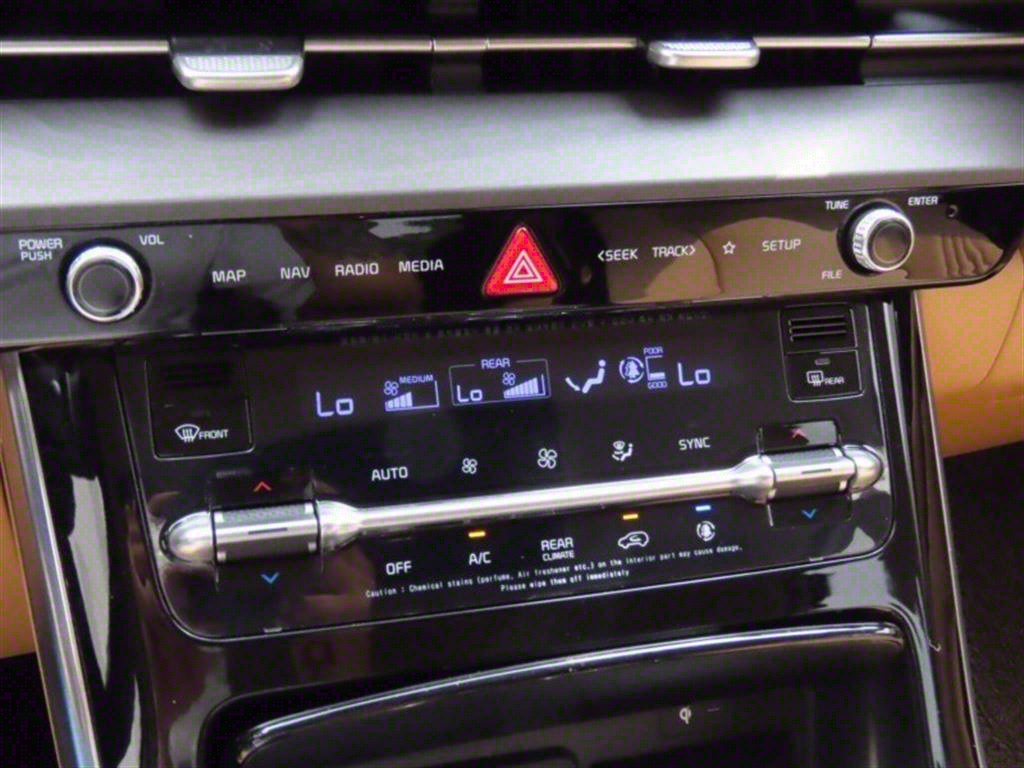 POWER
PUSH
VOL
MAP
NAV
RADIO
MEDIA
<SEEK
TRACK>
SETUP
TUNE
ENTER
FILE
FRONT
Lo
MEDIUM
REAR
Lo
POOR
GOOD
Lo
REAR
AUTO
SYNC
OFF
A/C
REAR
CLIMATE
Caution : Chemical stains (perfume, Air freshener etc.) on the interior part may cause damage.
Please wipe them off immediately